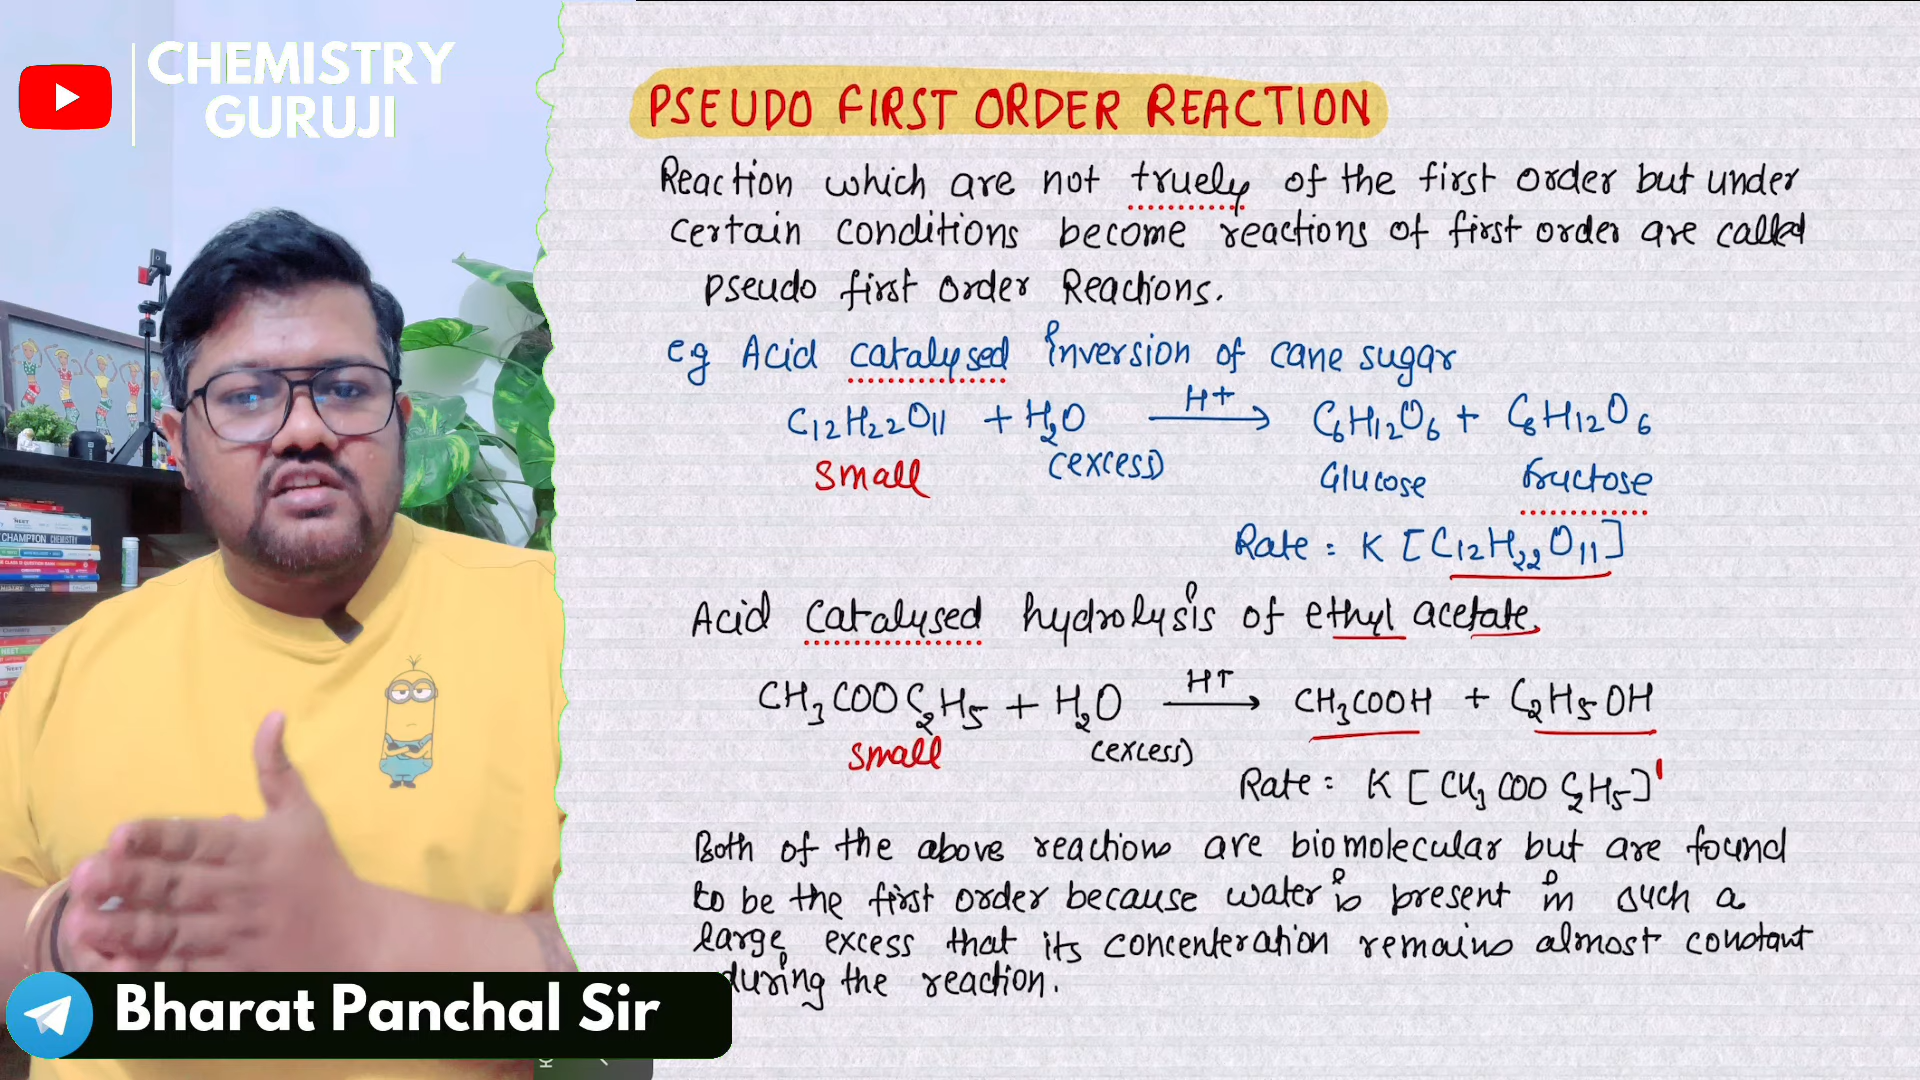 CHEMISTRY
GURUJI
PSEUDO FIRST ORDER REACTION
Reaction which are not truely of the first order but under
certain conditions become reactions of first order are called
pseudo first order Reactions.
eg Acid catalysed inversion of cane sugar
C12H22O11 + H2O H+ → C6H12O6 + C6H12O6
small (excess) Glucose fructose
Rate = K [C12H22O11]
Acid catalysed hydrolysis of ethyl acetate.
CH3COOC2H5 + H2O H+ → CH3COOH + C2H5OH
small (excess)
Rate = K [CH3COOC2H5]1
Both of the above reactions are biomolecular but are found
to be the first order because water is present in such a
large excess that its concenteration remains almost constant
during the reaction.
CHAMPION CHEMISTRY
Bharat Panchal Sir